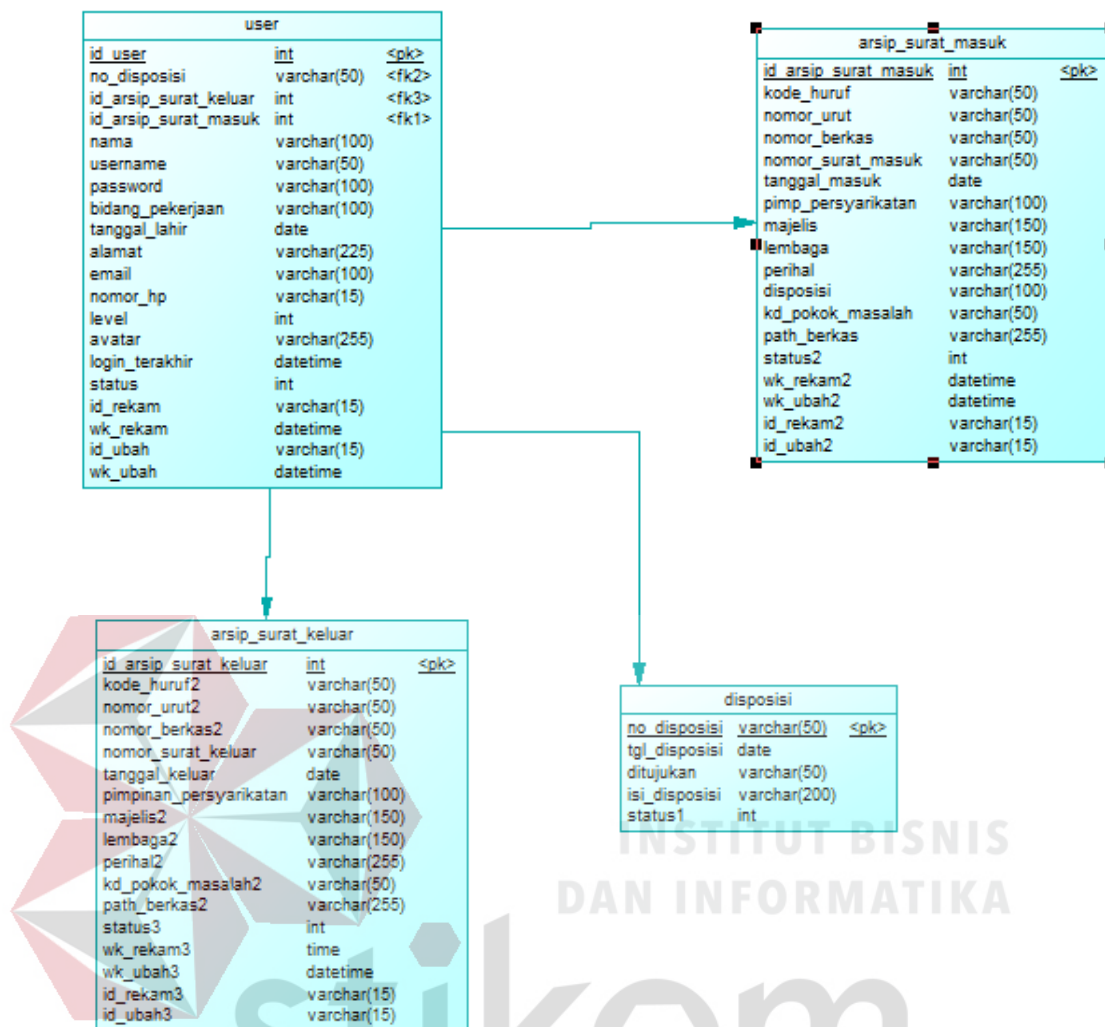 user
id_user int <pk>
no_disposisi varchar(50) <fk2>
id_arsip_surat_keluar int <fk3>
id_arsip_surat_masuk int <fk1>
nama varchar(100)
username varchar(50)
password varchar(100)
bidang_pekerjaan varchar(100)
tanggal_lahir date
alamat varchar(225)
email varchar(100)
nomor_hp varchar(15)
level int
avatar varchar(255)
login_terakhir datetime
status int
id_rekam varchar(15)
wk_rekam datetime
id_ubah varchar(15)
wk_ubah datetime
arsip_surat_masuk
id_arsip_surat_masuk int <pk>
kode_huruf varchar(50)
nomor_urut varchar(50)
nomor_berkas varchar(50)
nomor_surat_masuk varchar(50)
tanggal_masuk date
pimp_persyarikatan varchar(100)
majelis varchar(150)
lembaga varchar(150)
perihal varchar(255)
disposisi varchar(100)
kd_pokok_masalah varchar(50)
path_berkas varchar(255)
status2 int
wk_rekam2 datetime
wk_ubah2 datetime
id_rekam2 varchar(15)
id_ubah2 varchar(15)
arsip_surat_keluar
id_arsip_surat_keluar int <pk>
kode_huruf2 varchar(50)
nomor_urut2 varchar(50)
nomor_berkas2 varchar(50)
nomor_surat_keluar varchar(50)
tanggal_keluar date
pimpinan_persyarikatan varchar(100)
majelis2 varchar(150)
lembaga2 varchar(150)
perihal2 varchar(255)
kd_pokok_masalah2 varchar(50)
path_berkas2 varchar(255)
status3 int
wk_rekam3 time
wk_ubah3 datetime
id_rekam3 varchar(15)
id_ubah3 varchar(15)
disposisi
no_disposisi varchar(50) <pk>
tgl_disposisi date
ditujukan varchar(50)
isi_disposisi varchar(200)
status1 int
INSTITUT BISNIS
DAN INFORMATIKA
stikom